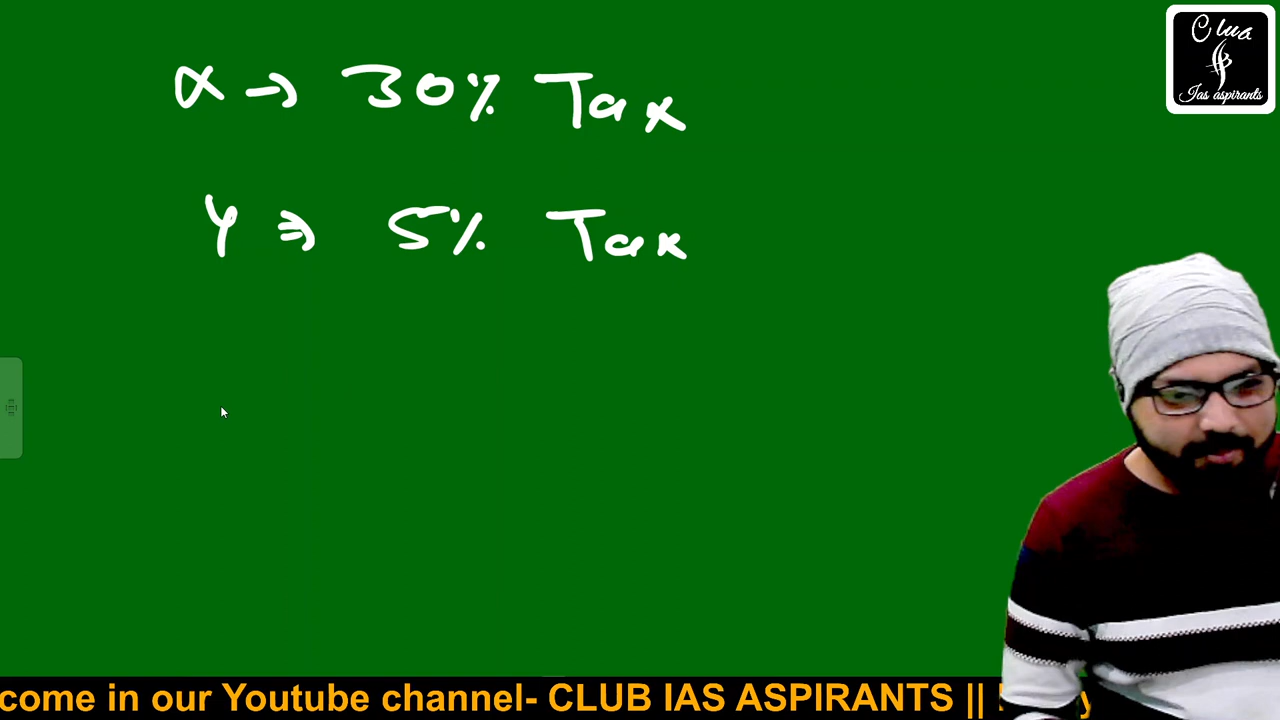 x → 30% Tax
Y ⇒ 5% Tax
Club
Ias aspirants
come in our Youtube channel- CLUB IAS ASPIRANTS ||